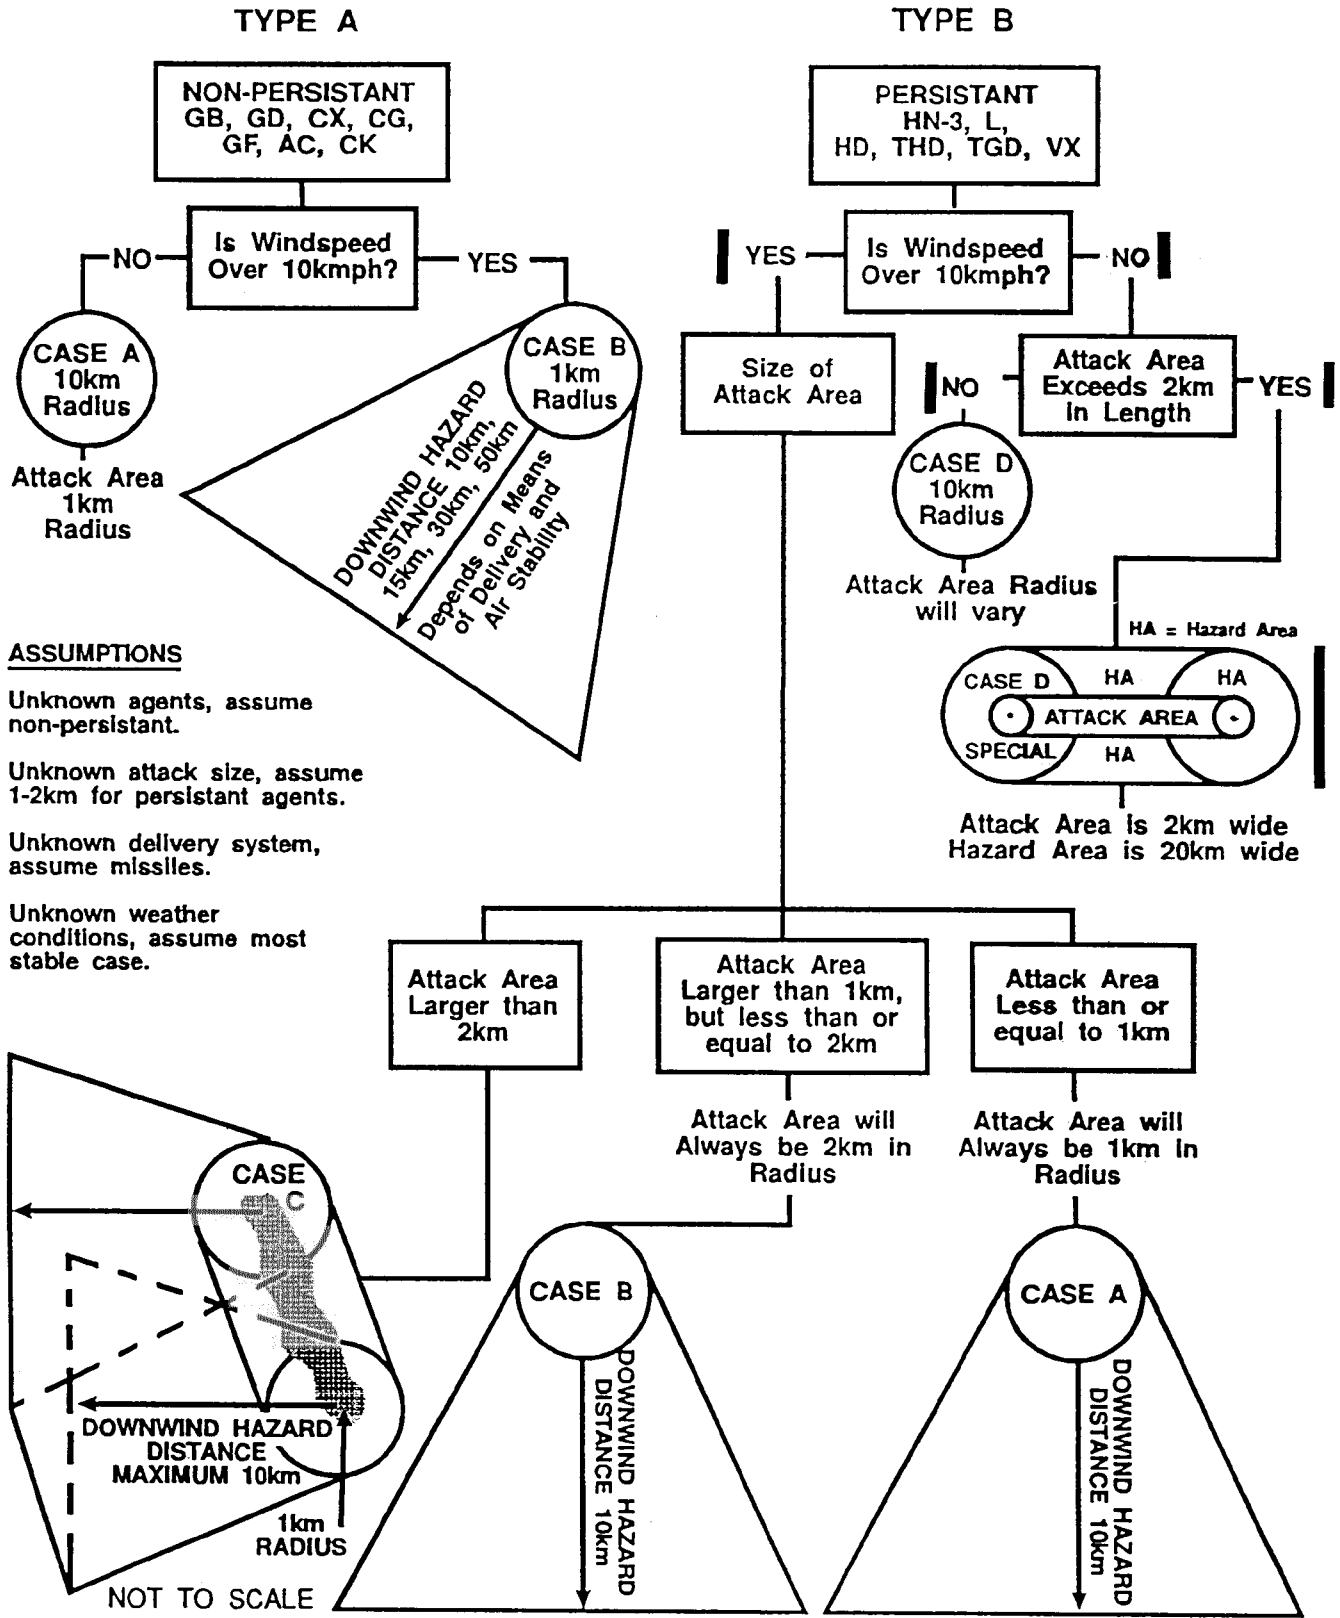 TYPE A
NON-PERSISTANT
GB, GD, CX, CG,
GF, AC, CK
Is Windspeed
Over 10kmph?
NO
YES
CASE A
10km
Radius
Attack Area
1km
Radius
CASE B
1km
Radius
DOWNWIND HAZARD
DISTANCE 10km,
15km, 30km, 50km
Depends on Means
of Delivery and
Air Stability
ASSUMPTIONS
Unknown agents, assume
non-persistant.
Unknown attack size, assume
1-2km for persistant agents.
Unknown delivery system,
assume missiles.
Unknown weather
conditions, assume most
stable case.
TYPE B
PERSISTANT
HN-3, L,
HD, THD, TGD, VX
Is Windspeed
Over 10kmph?
YES
NO
Size of
Attack Area
Attack Area
Exceeds 2km
in Length
NO
YES
CASE D
10km
Radius
Attack Area Radius
will vary
HA = Hazard Area
CASE D
HA
HA
ATTACK AREA
SPECIAL
HA
Attack Area is 2km wide
Hazard Area is 20km wide
Attack Area
Larger than
2km
Attack Area
Larger than 1km,
but less than or
equal to 2km
Attack Area
Less than or
equal to 1km
Attack Area will
Always be 2km in
Radius
Attack Area will
Always be 1km in
Radius
CASE
C
DOWNWIND HAZARD
DISTANCE
MAXIMUM 10km
1km
RADIUS
NOT TO SCALE
CASE B
DOWNWIND HAZARD
DISTANCE 10km
CASE A
DOWNWIND HAZARD
DISTANCE 10km